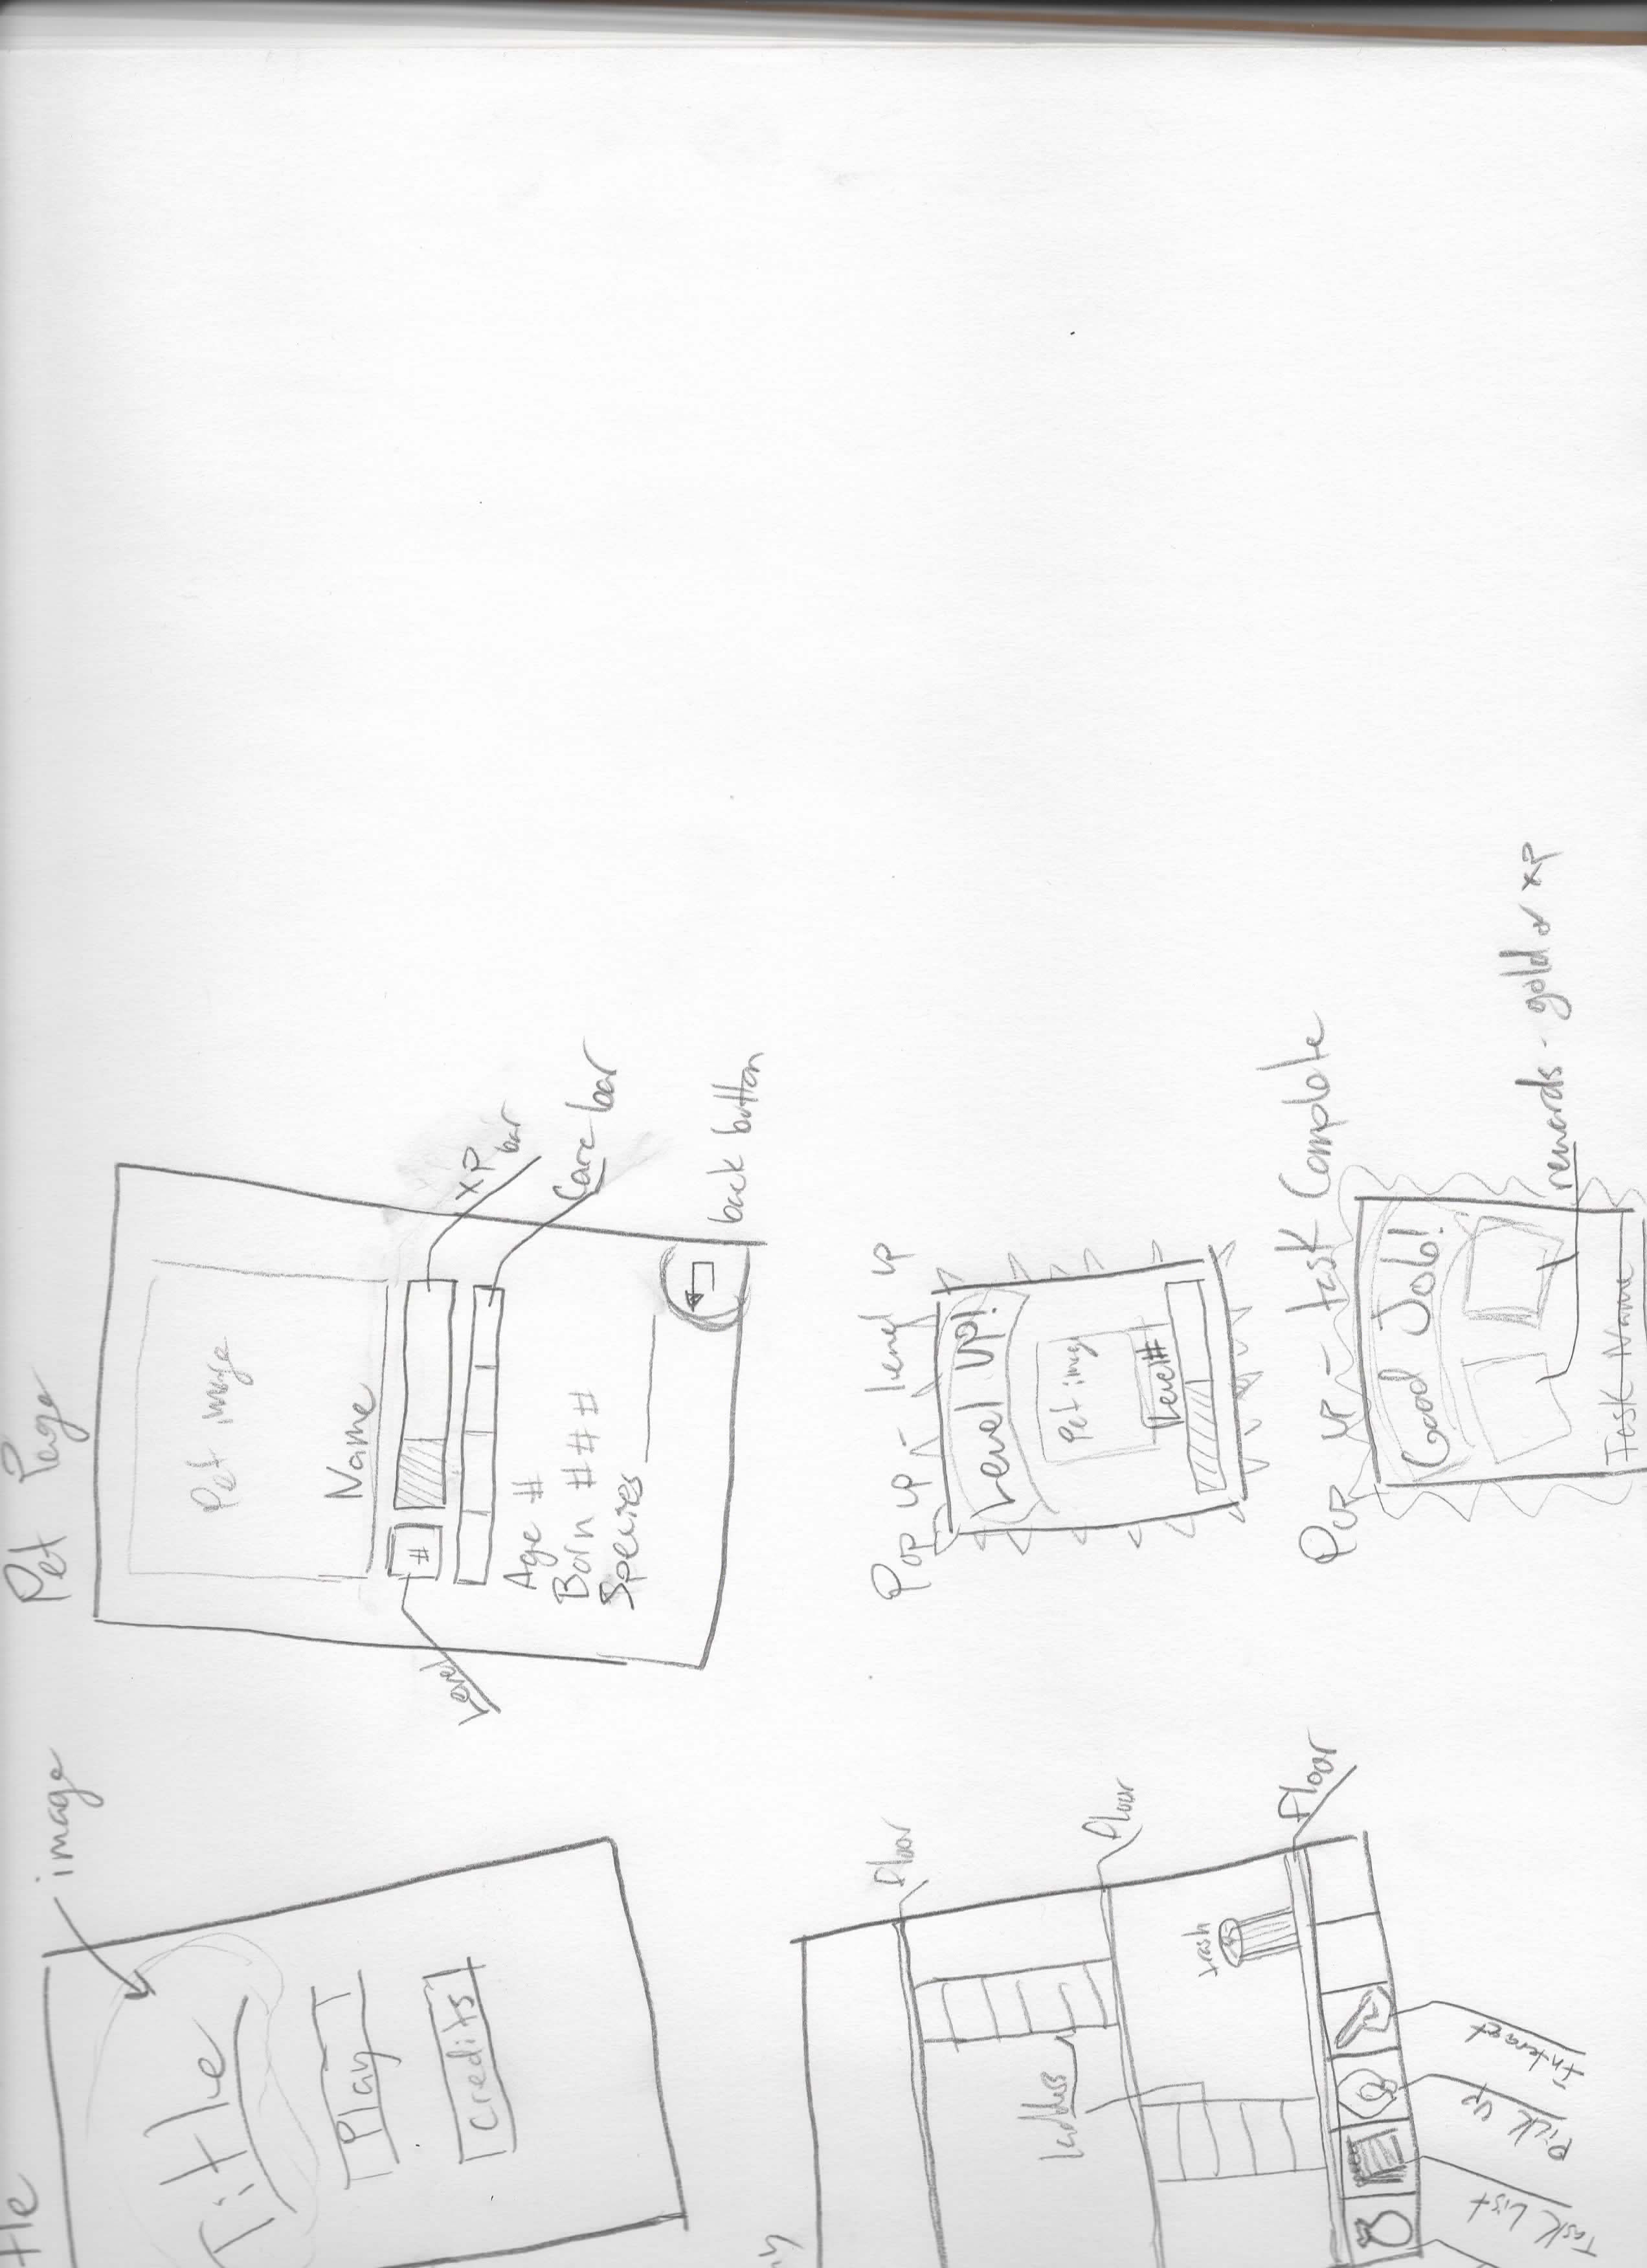 image
Title
Play
Credits
Pet Page
Pet image
Name
#
Level
XP
bar
Care bar
Age #
Born # # #
Species
back button
floor
floor
Floor
ladders
trash
Task List
Pick up
Interact
Pop up - level up
Level Up!
Pet image
Level #
Pop up - task Complete
Good Job!
rewards - gold or XP
Task Name